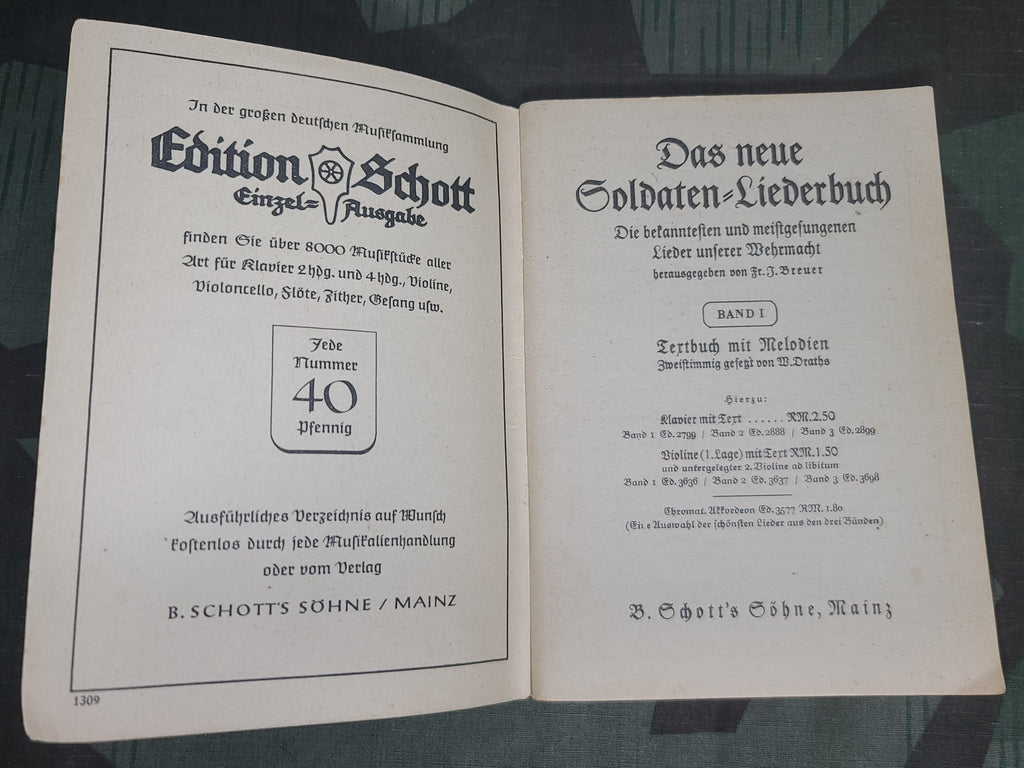 In der großen deutschen Musiksammlung
Edition Schott
Einzel=Ausgabe
finden Sie über 8000 Musikstücke aller
Art für Klavier 2hdg. und 4hdg., Violine,
Violoncello, Flöte, Zither, Gesang usw.
Jede
Nummer
40
Pfennig
Ausführliches Verzeichnis auf Wunsch
kostenlos durch jede Musikalienhandlung
oder vom Verlag
B. SCHOTT'S SÖHNE / MAINZ
1309
Das neue
Soldaten=Liederbuch
Die bekanntesten und meistgesungenen
Lieder unserer Wehrmacht
herausgegeben von Fr. J. Breuer
BAND I
Textbuch mit Melodien
Zweistimmig gesetzt von W. Draths
Hierzu:
Klavier mit Text ...... RM. 2.50
Band 1 Ed. 2799 / Band 2 Ed. 2888 / Band 3 Ed. 2899
Violine (1. Lage) mit Text RM. 1.50
und untergelegter 2. Violine ad libitum
Band 1 Ed. 3636 / Band 2 Ed. 3637 / Band 3 Ed. 3698
Chromat. Akkordeon Ed. 3577 RM. 1.80
(Eine Auswahl der schönsten Lieder aus den drei Bänden)
B. Schott's Söhne, Mainz